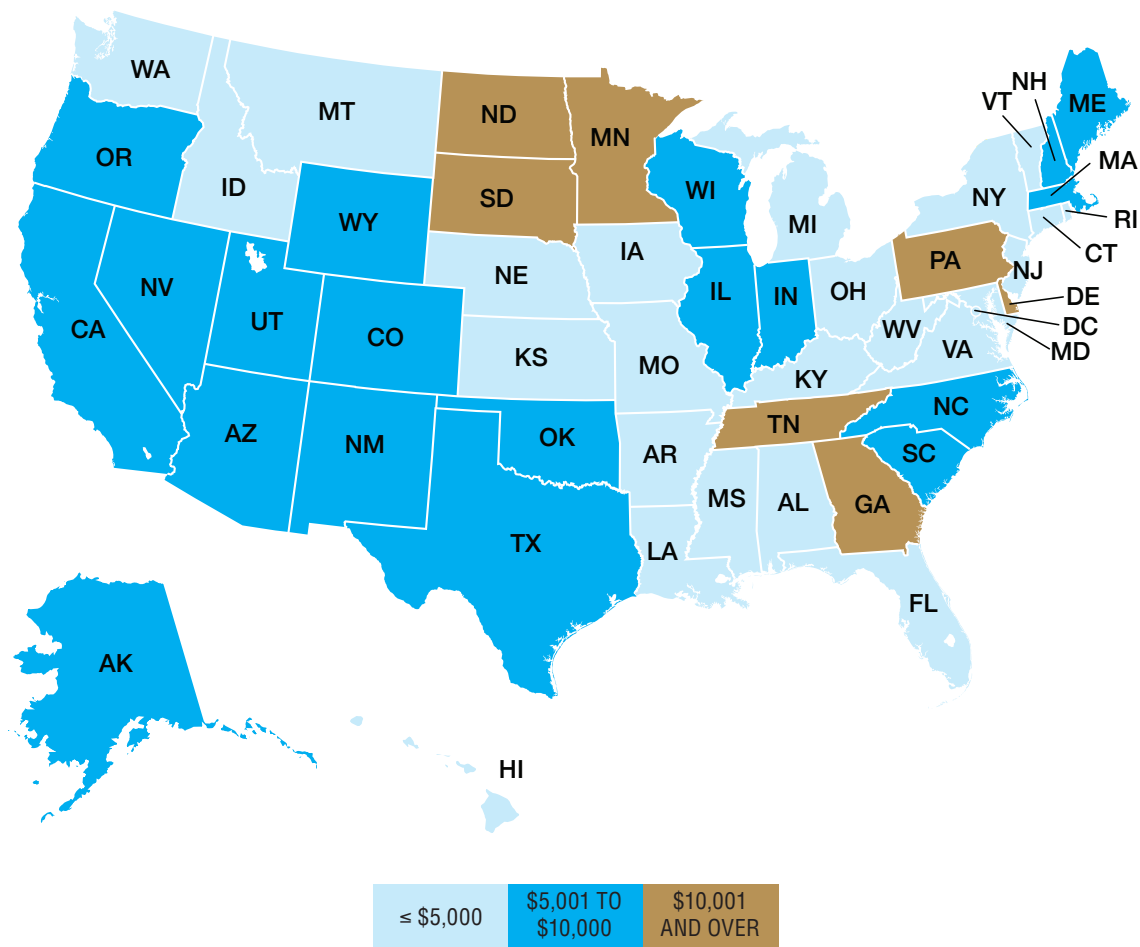 WA
MT
ND
MN
VT
NH
ME
OR
ID
SD
WI
MI
NY
MA
RI
CT
WY
IA
NE
PA
NJ
NV
UT
CO
IL
IN
OH
DE
DC
MD
CA
KS
MO
WV
VA
KY
AZ
NM
OK
AR
TN
NC
SC
MS
AL
GA
TX
LA
FL
AK
HI
≤ $5,000
$5,001 TO
$10,000
$10,001
AND OVER